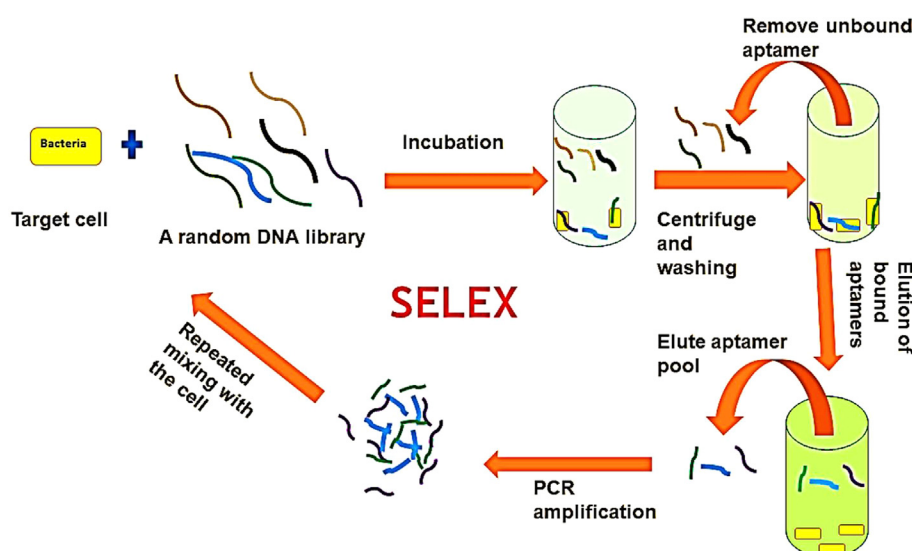 Remove unbound
aptamer
Bacteria
Incubation
Target cell
A random DNA library
Centrifuge
and
washing
SELEX
Elution of
bound
aptamers
Elute aptamer
pool
Repeated
mixing with
the cell
PCR
amplification